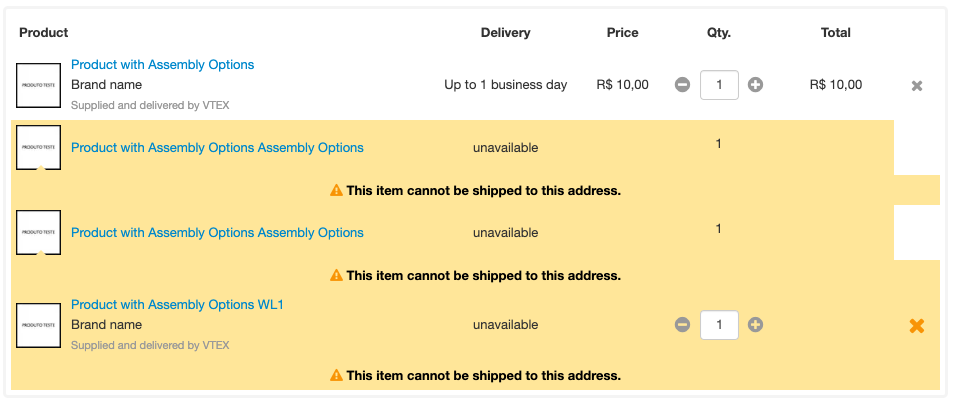 Product Delivery Price Qty. Total
PRODUTO TESTE
Product with Assembly Options
Brand name
Supplied and delivered by VTEX
Up to 1 business day R$ 10,00 1 R$ 10,00
PRODUTO TESTE
Product with Assembly Options Assembly Options unavailable 1
This item cannot be shipped to this address.
PRODUTO TESTE
Product with Assembly Options Assembly Options unavailable 1
This item cannot be shipped to this address.
PRODUTO TESTE
Product with Assembly Options WL1
Brand name
Supplied and delivered by VTEX
unavailable 1
This item cannot be shipped to this address.